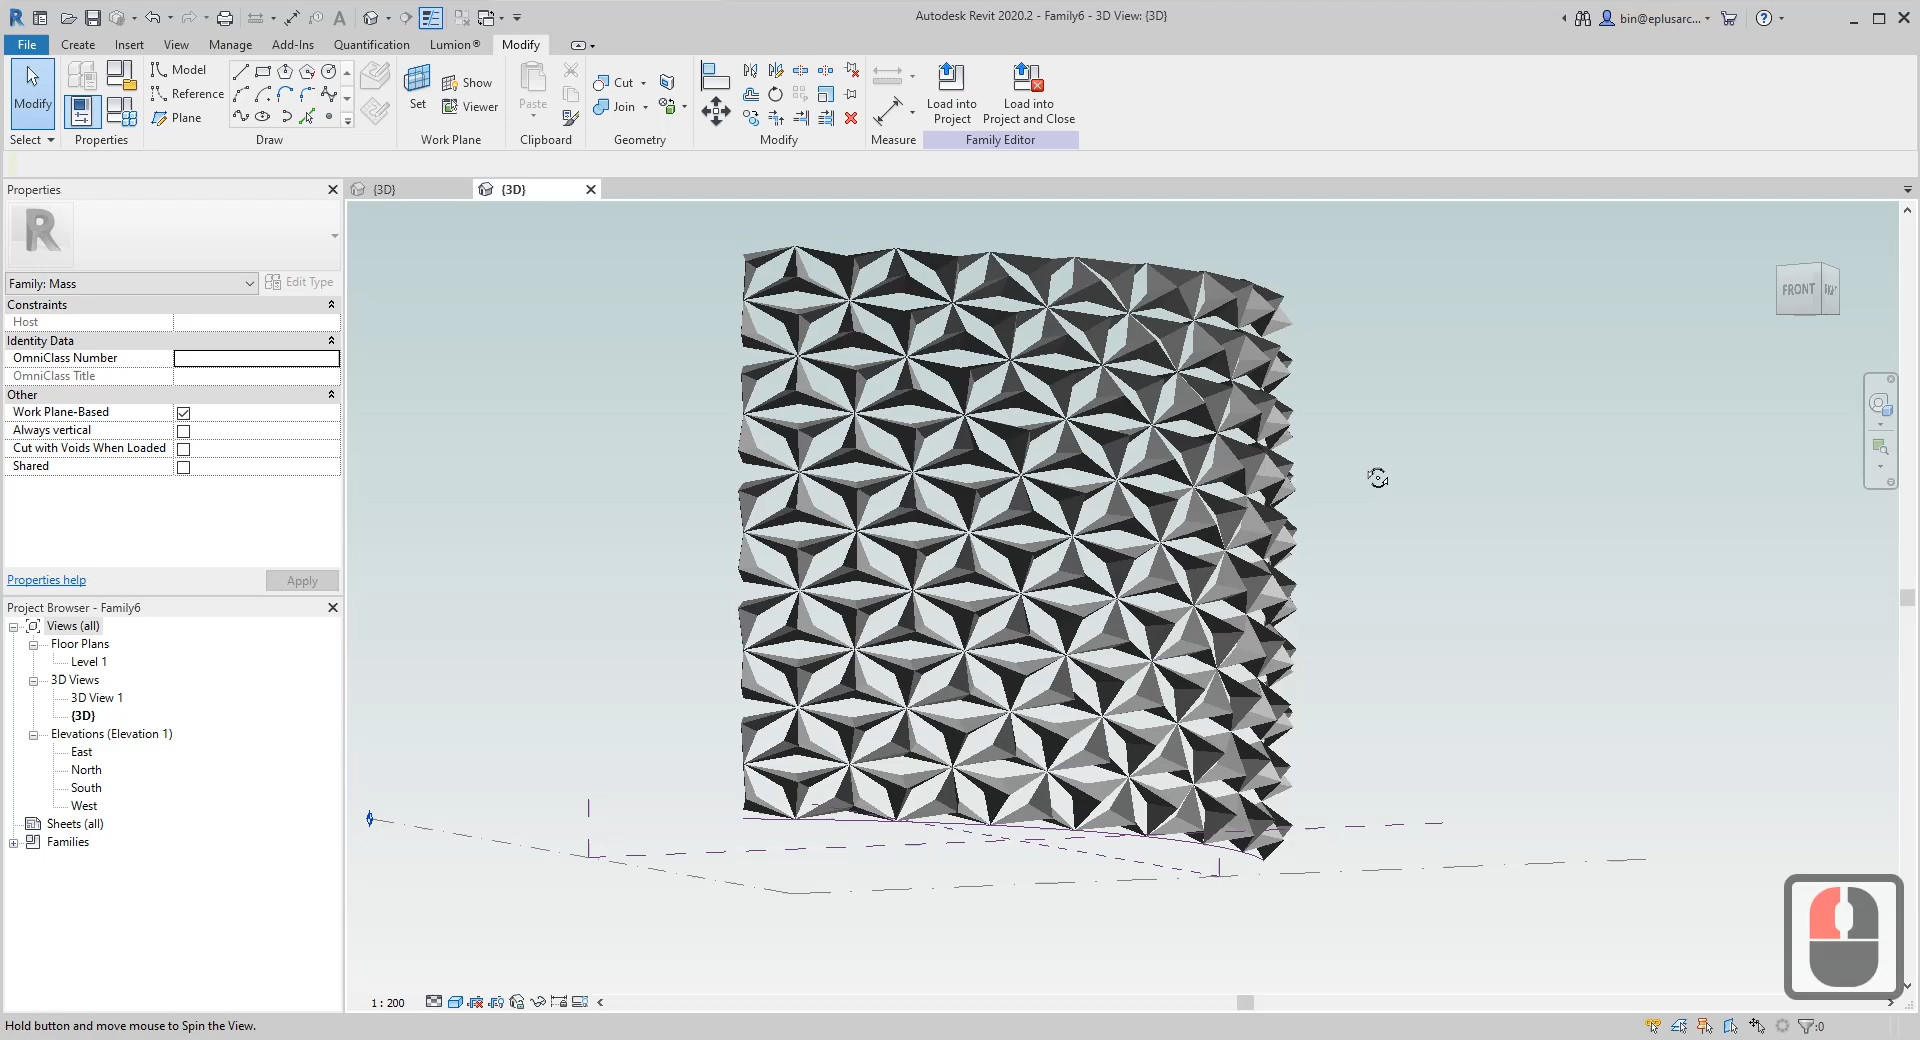 Autodesk Revit 2020.2 - Family6 - 3D View: {3D}
bin@eplusarc...
File Create Insert View Manage Add-Ins Quantification Lumion® Modify
Modify
Select
Properties
Model
Reference
Plane
Draw
Set
Show
Viewer
Work Plane
Paste
Clipboard
Cut
Join
Geometry
Modify
Measure
Load into
Project
Load into
Project and Close
Family Editor
Properties
{3D}
{3D}
R
Family: Mass
Edit Type
Constraints
Host
Identity Data
OmniClass Number
OmniClass Title
Other
Work Plane-Based
Always vertical
Cut with Voids When Loaded
Shared
Properties help
Apply
Project Browser - Family6
Views (all)
Floor Plans
Level 1
3D Views
3D View 1
{3D}
Elevations (Elevation 1)
East
North
South
West
Sheets (all)
Families
FRONT
1 : 200
Hold button and move mouse to Spin the View.
:0